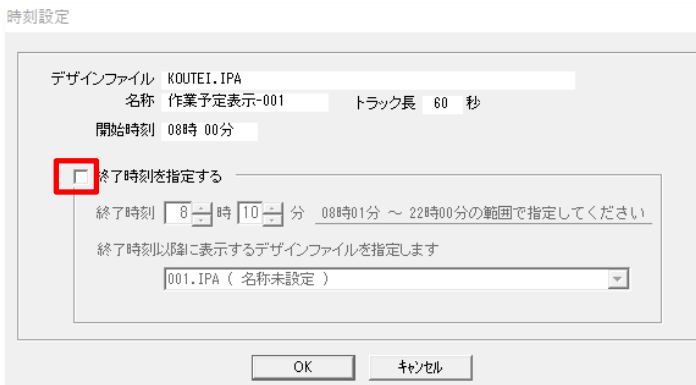 時刻設定
デザインファイル KOUTEI.IPA
名称 作業予定表示-001 トラック長 60 秒
開始時刻 08時 00分
終了時刻を指定する
終了時刻 8 時 10 分 08時01分 ～ 22時00分の範囲で指定してください
終了時刻以降に表示するデザインファイルを指定します
001.IPA ( 名称未設定 )
OK ｷｬﾝｾﾙ